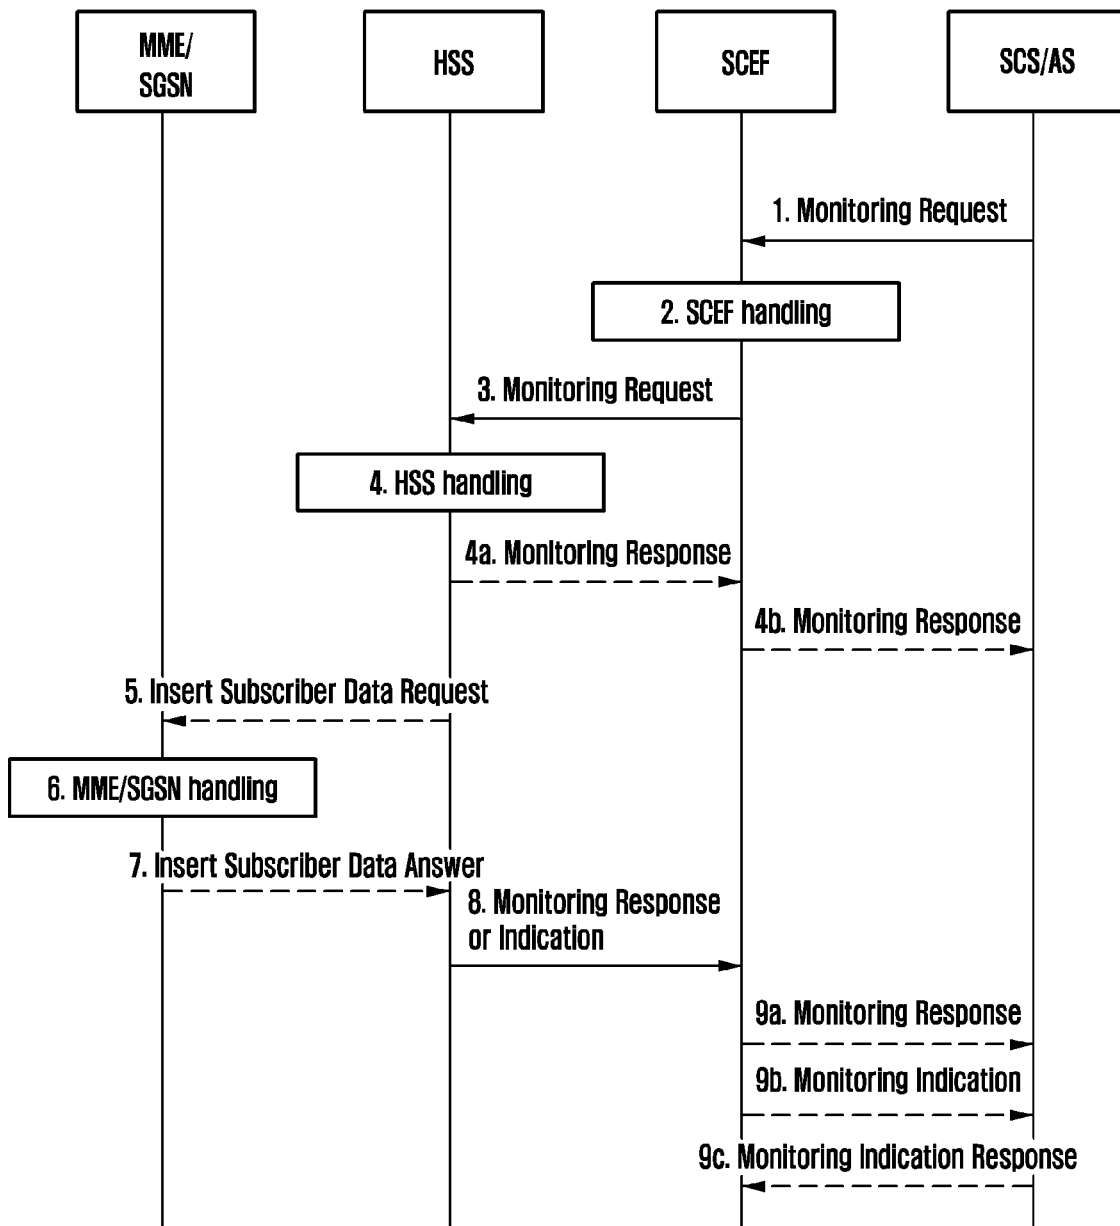 MME/
SGSN
HSS
SCEF
SCS/AS
1. Monitoring Request
2. SCEF handling
3. Monitoring Request
4. HSS handling
4a. Monitoring Response
4b. Monitoring Response
5. Insert Subscriber Data Request
6. MME/SGSN handling
7. Insert Subscriber Data Answer
8. Monitoring Response
or Indication
9a. Monitoring Response
9b. Monitoring Indication
9c. Monitoring Indication Response